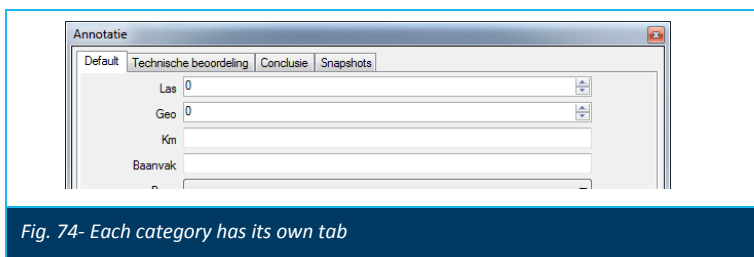 Annotatie
Default Technische beoordeling Conclusie Snapshots
Las 0
Geo 0
Km
Baanvak
Fig. 74- Each category has its own tab